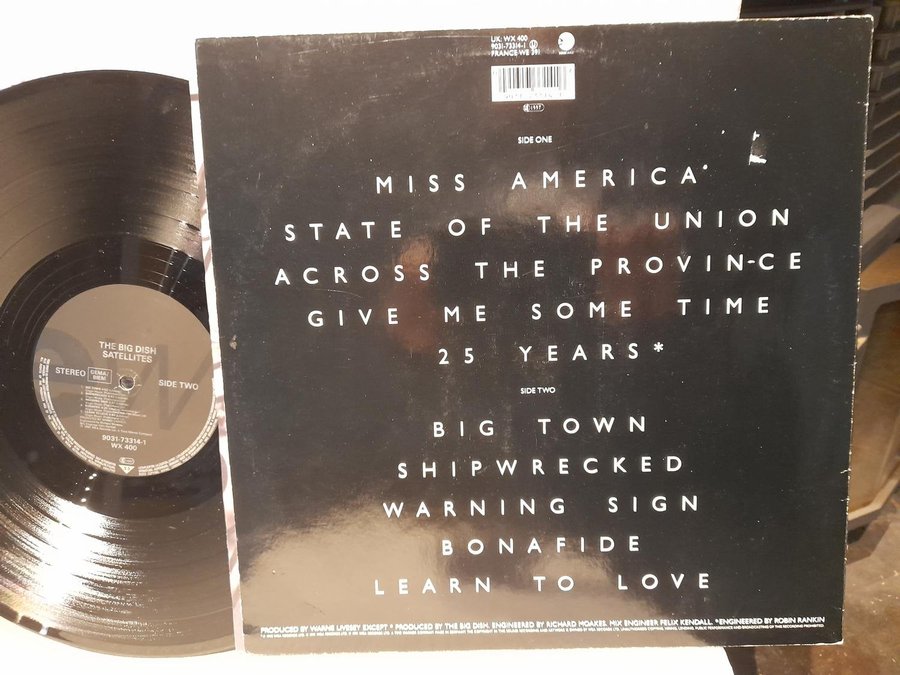 THE BIG DISH
SATELLITES
STEREO
GEMA
BIEM
SIDE TWO
9031-73314-1
WX 400
UK: WX 400
9031-73314-1
FRANCE: WE 391
SIDE ONE
MISS AMERICA*
STATE OF THE UNION
ACROSS THE PROVIN-CE
GIVE ME SOME TIME
25 YEARS*
SIDE TWO
BIG TOWN
SHIPWRECKED
WARNING SIGN
BONAFIDE
LEARN TO LOVE
PRODUCED BY WARNE LIVESEY EXCEPT * PRODUCED BY THE BIG DISH. ENGINEERED BY RICHARD MOAKES. MIX ENGINEER FELIX KENDALL. *ENGINEERED BY ROBIN RANKIN